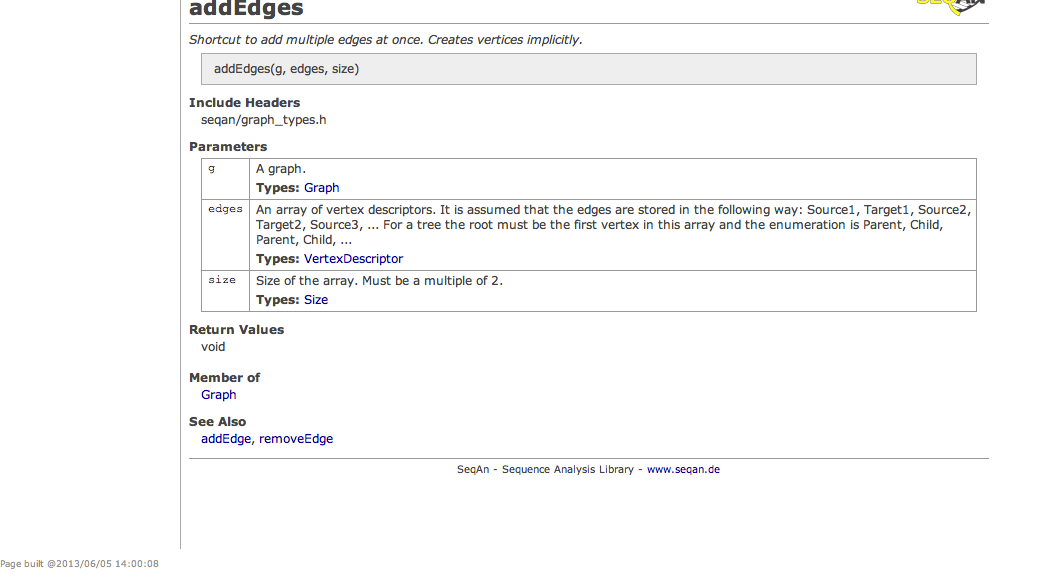 addEdges
SEQAN
Shortcut to add multiple edges at once. Creates vertices implicitly.
addEdges(g, edges, size)
Include Headers
seqan/graph_types.h
Parameters
g A graph.
Types: Graph
edges An array of vertex descriptors. It is assumed that the edges are stored in the following way: Source1, Target1, Source2,
Target2, Source3, ... For a tree the root must be the first vertex in this array and the enumeration is Parent, Child,
Parent, Child, ...
Types: VertexDescriptor
size Size of the array. Must be a multiple of 2.
Types: Size
Return Values
void
Member of
Graph
See Also
addEdge, removeEdge
SeqAn - Sequence Analysis Library - www.seqan.de
Page built @2013/06/05 14:00:08